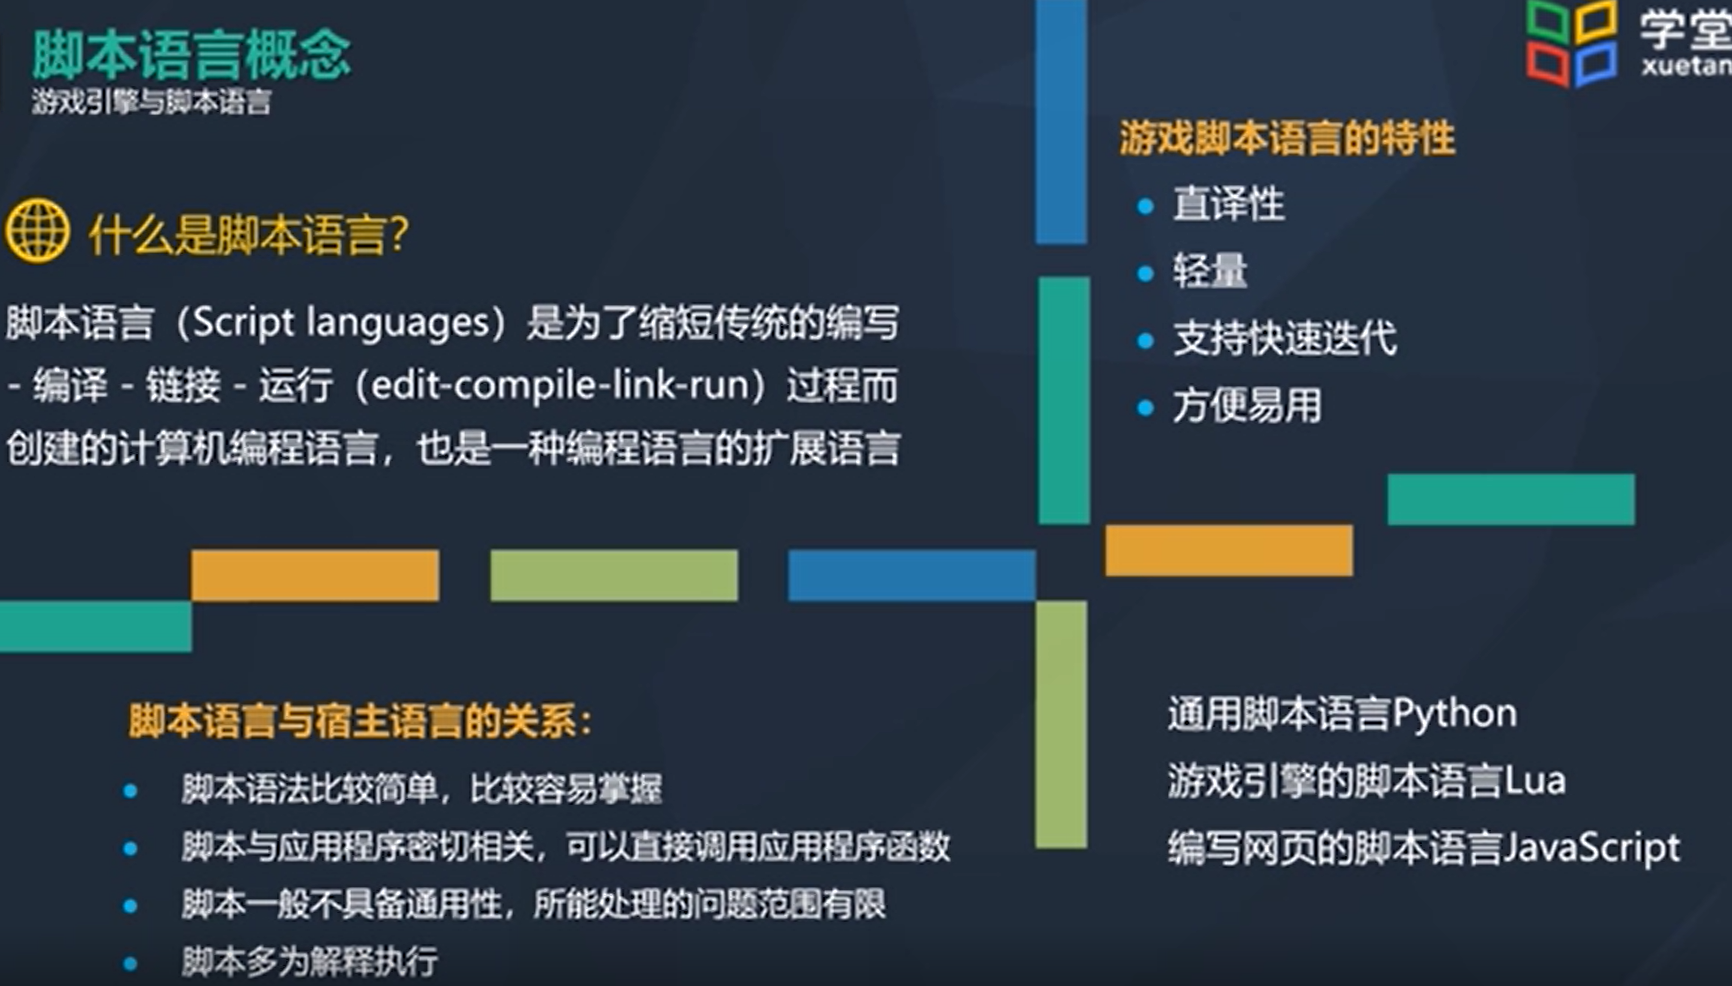 脚本语言概念
游戏引擎与脚本语言
学堂
xuetan
什么是脚本语言?
脚本语言（Script languages）是为了缩短传统的编写
- 编译 - 链接 - 运行（edit-compile-link-run）过程而
创建的计算机编程语言，也是一种编程语言的扩展语言
游戏脚本语言的特性
● 直译性
● 轻量
● 支持快速迭代
● 方便易用
脚本语言与宿主语言的关系：
● 脚本语法比较简单，比较容易掌握
● 脚本与应用程序密切相关，可以直接调用应用程序函数
● 脚本一般不具备通用性，所能处理的问题范围有限
● 脚本多为解释执行
通用脚本语言Python
游戏引擎的脚本语言Lua
编写网页的脚本语言JavaScript